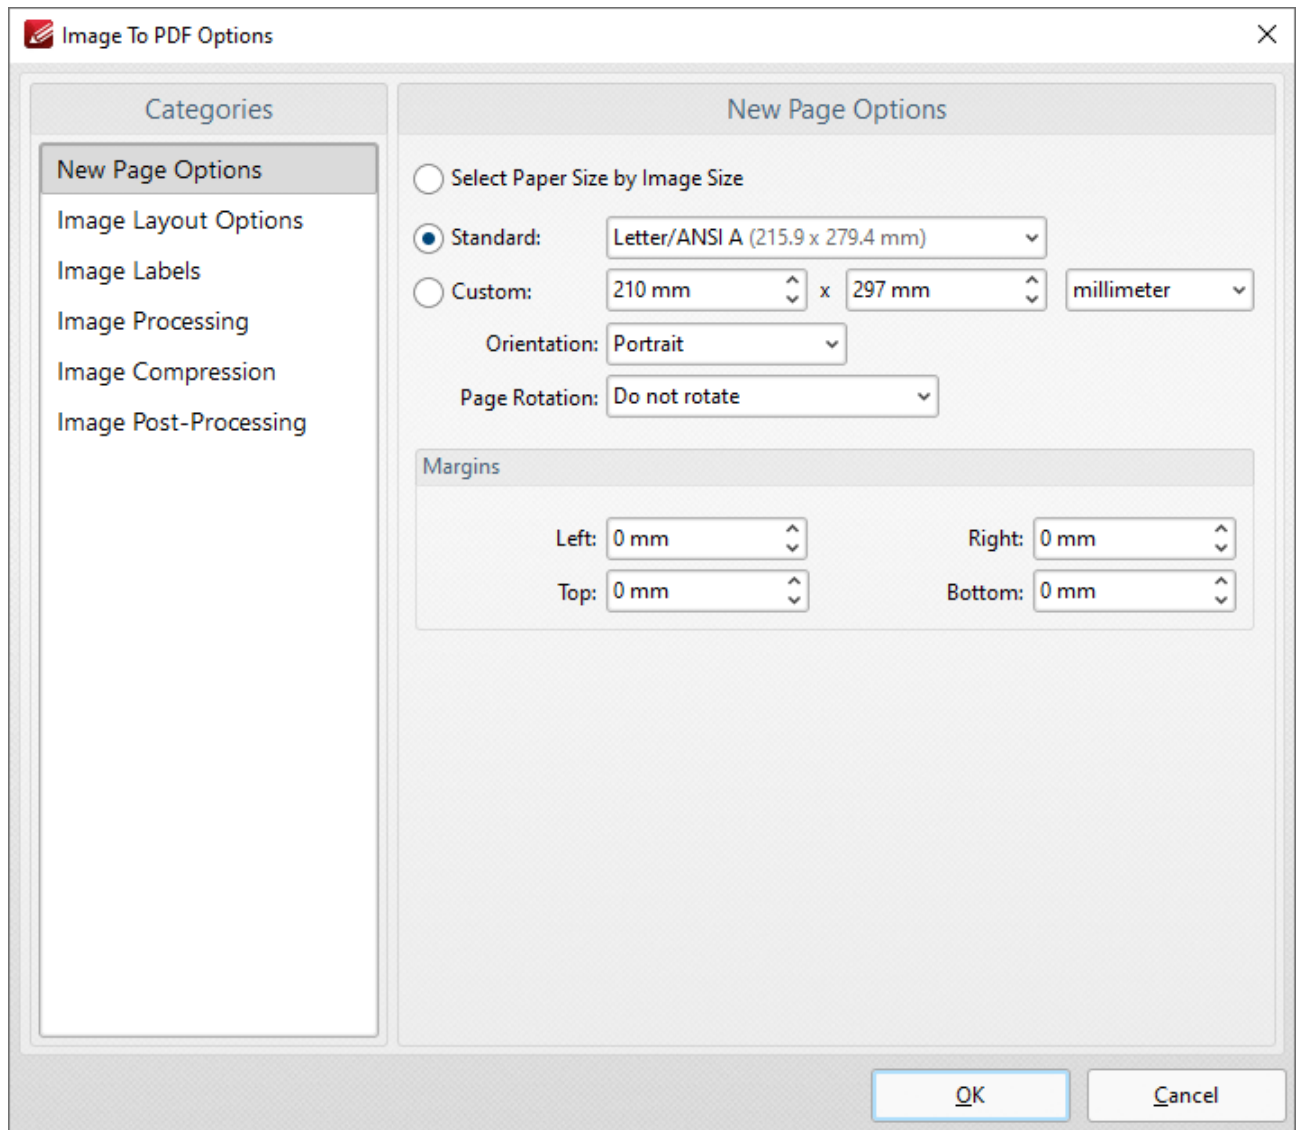 Image To PDF Options
Categories
New Page Options
Image Layout Options
Image Labels
Image Processing
Image Compression
Image Post-Processing
New Page Options
Select Paper Size by Image Size
Standard: Letter/ANSI A (215.9 x 279.4 mm)
Custom: 210 mm x 297 mm millimeter
Orientation: Portrait
Page Rotation: Do not rotate
Margins
Left: 0 mm Right: 0 mm
Top: 0 mm Bottom: 0 mm
OK Cancel